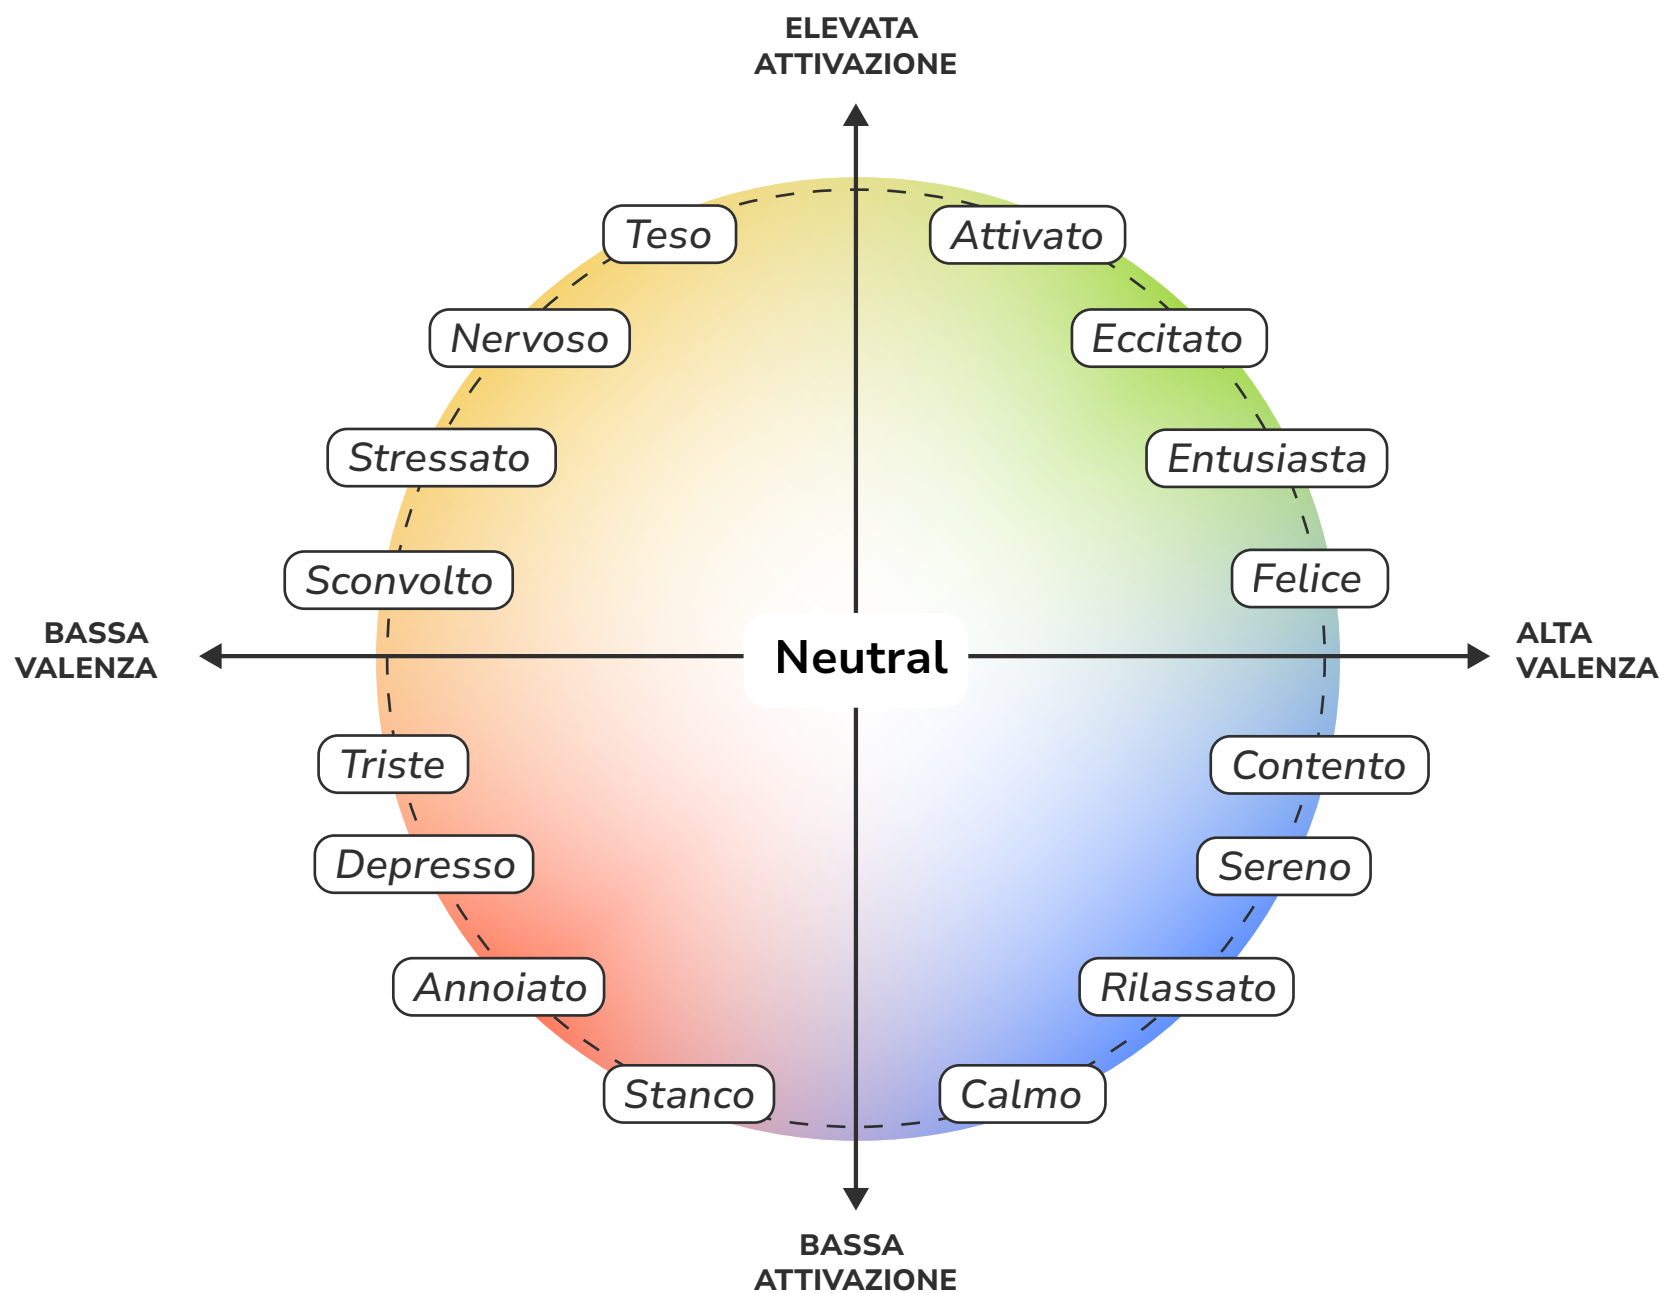 ELEVATA
ATTIVAZIONE
Teso
Attivato
Nervoso
Eccitato
Stressato
Entusiasta
Sconvolto
Felice
BASSA
VALENZA
Neutral
ALTA
VALENZA
Triste
Contento
Depresso
Sereno
Annoiato
Rilassato
Stanco
Calmo
BASSA
ATTIVAZIONE